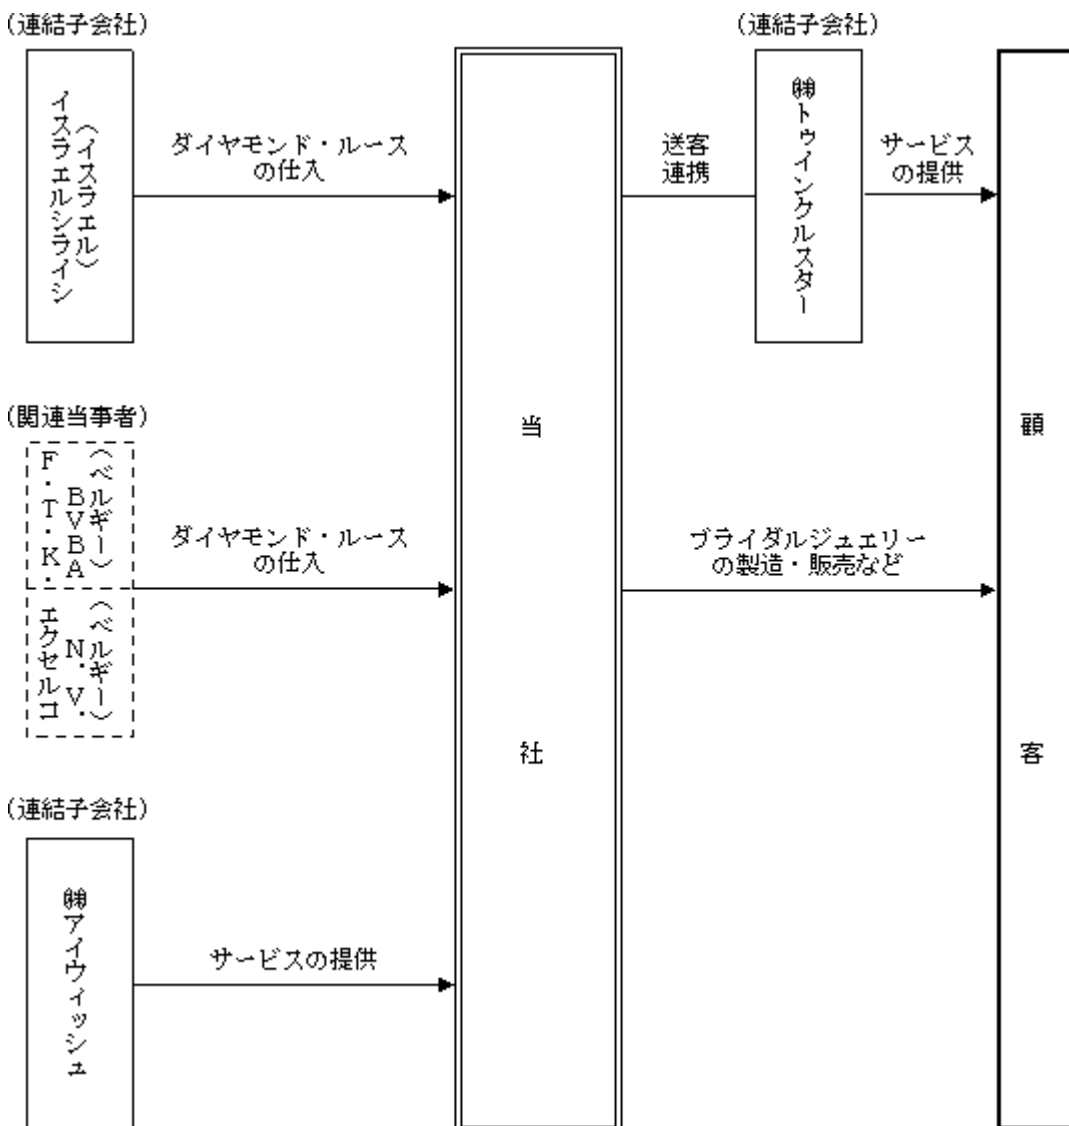 (連結子会社)
イスラエルシライシ
(イスラエル)
ダイヤモンド・ルース
の仕入
(連結子会社)
送客
連携
㈱トゥインクルスター
サービス
の提供
(関連当事者)
F.T.K.
BVBA
(ベルギー)
エクセルコ
N.V.
(ベルギー)
ダイヤモンド・ルース
の仕入
当社
ブライダルジュエリー
の製造・販売など
顧客
(連結子会社)
㈱アイウィッシュ
サービスの提供